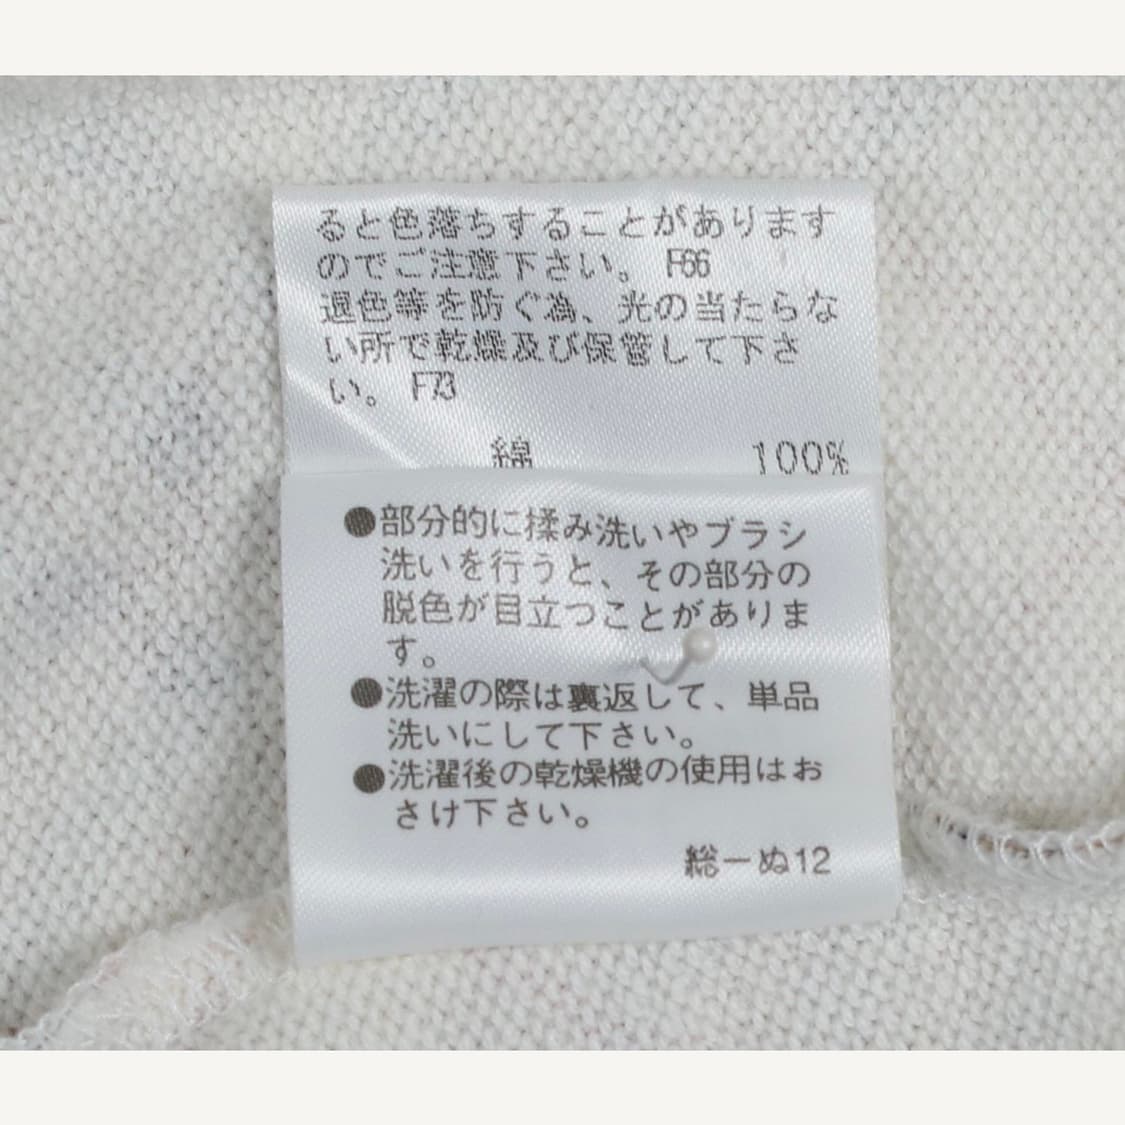 ると色落ちすることがあります
のでご注意下さい。 F66
退色等を防ぐ為、光の当たらな
い所で乾燥及び保管して下さ
い。 F73
綿 100%
●部分的に揉み洗いやブラシ
洗いを行うと、その部分の
脱色が目立つことがありま
す。
●洗濯の際は裏返して、単品
洗いにして下さい。
●洗濯後の乾燥機の使用はお
さけ下さい。
総ーぬ12